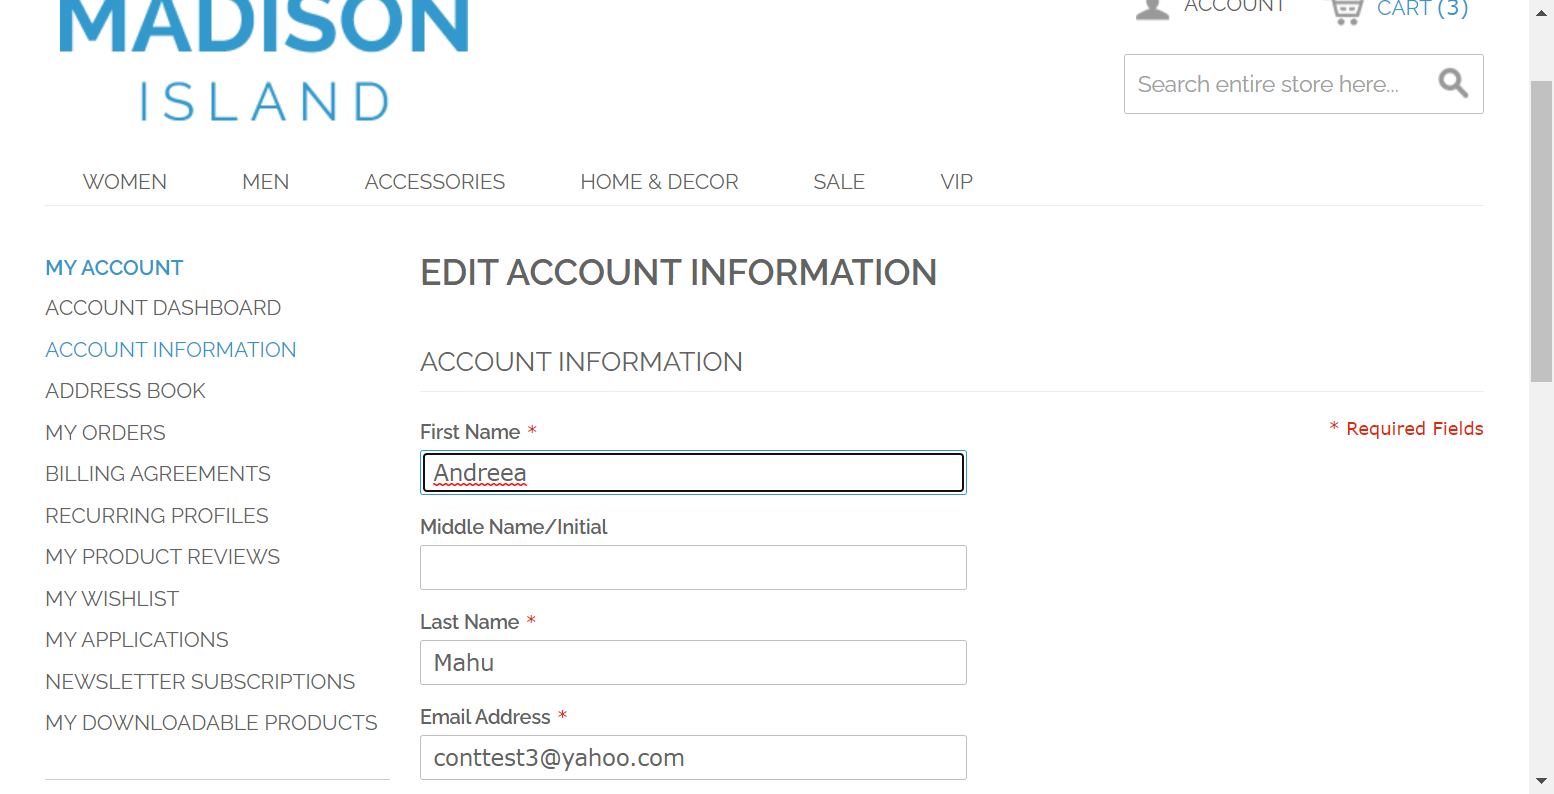 MADISON
ISLAND
ACCOUNT
CART (3)
Search entire store here...
WOMEN MEN ACCESSORIES HOME & DECOR SALE VIP
MY ACCOUNT
ACCOUNT DASHBOARD
ACCOUNT INFORMATION
ADDRESS BOOK
MY ORDERS
BILLING AGREEMENTS
RECURRING PROFILES
MY PRODUCT REVIEWS
MY WISHLIST
MY APPLICATIONS
NEWSLETTER SUBSCRIPTIONS
MY DOWNLOADABLE PRODUCTS
EDIT ACCOUNT INFORMATION
ACCOUNT INFORMATION
* Required Fields
First Name *
Andreea
Middle Name/Initial
Last Name *
Mahu
Email Address *
conttest3@yahoo.com